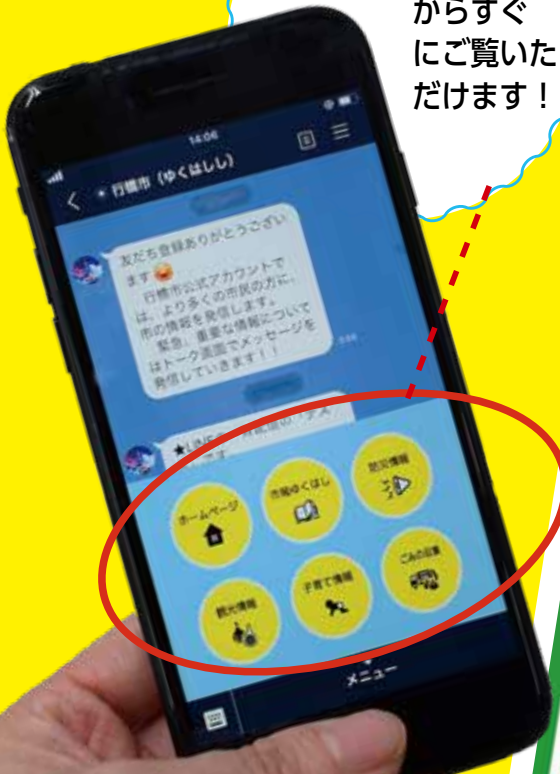 からすぐ
にご覧いた
だけます！
14:06
行橋市（ゆくはしし）
友だち登録ありがとうござい
ます
行橋市公式アカウントで
は、より多くの市民の方に、
市の情報を発信します。
緊急、重要な情報について
はトーク画面でメッセージを
発信していきます！！
ホームページ
市報ゆくはし
防災情報
観光情報
子育て情報
ごみの収集
メニュー